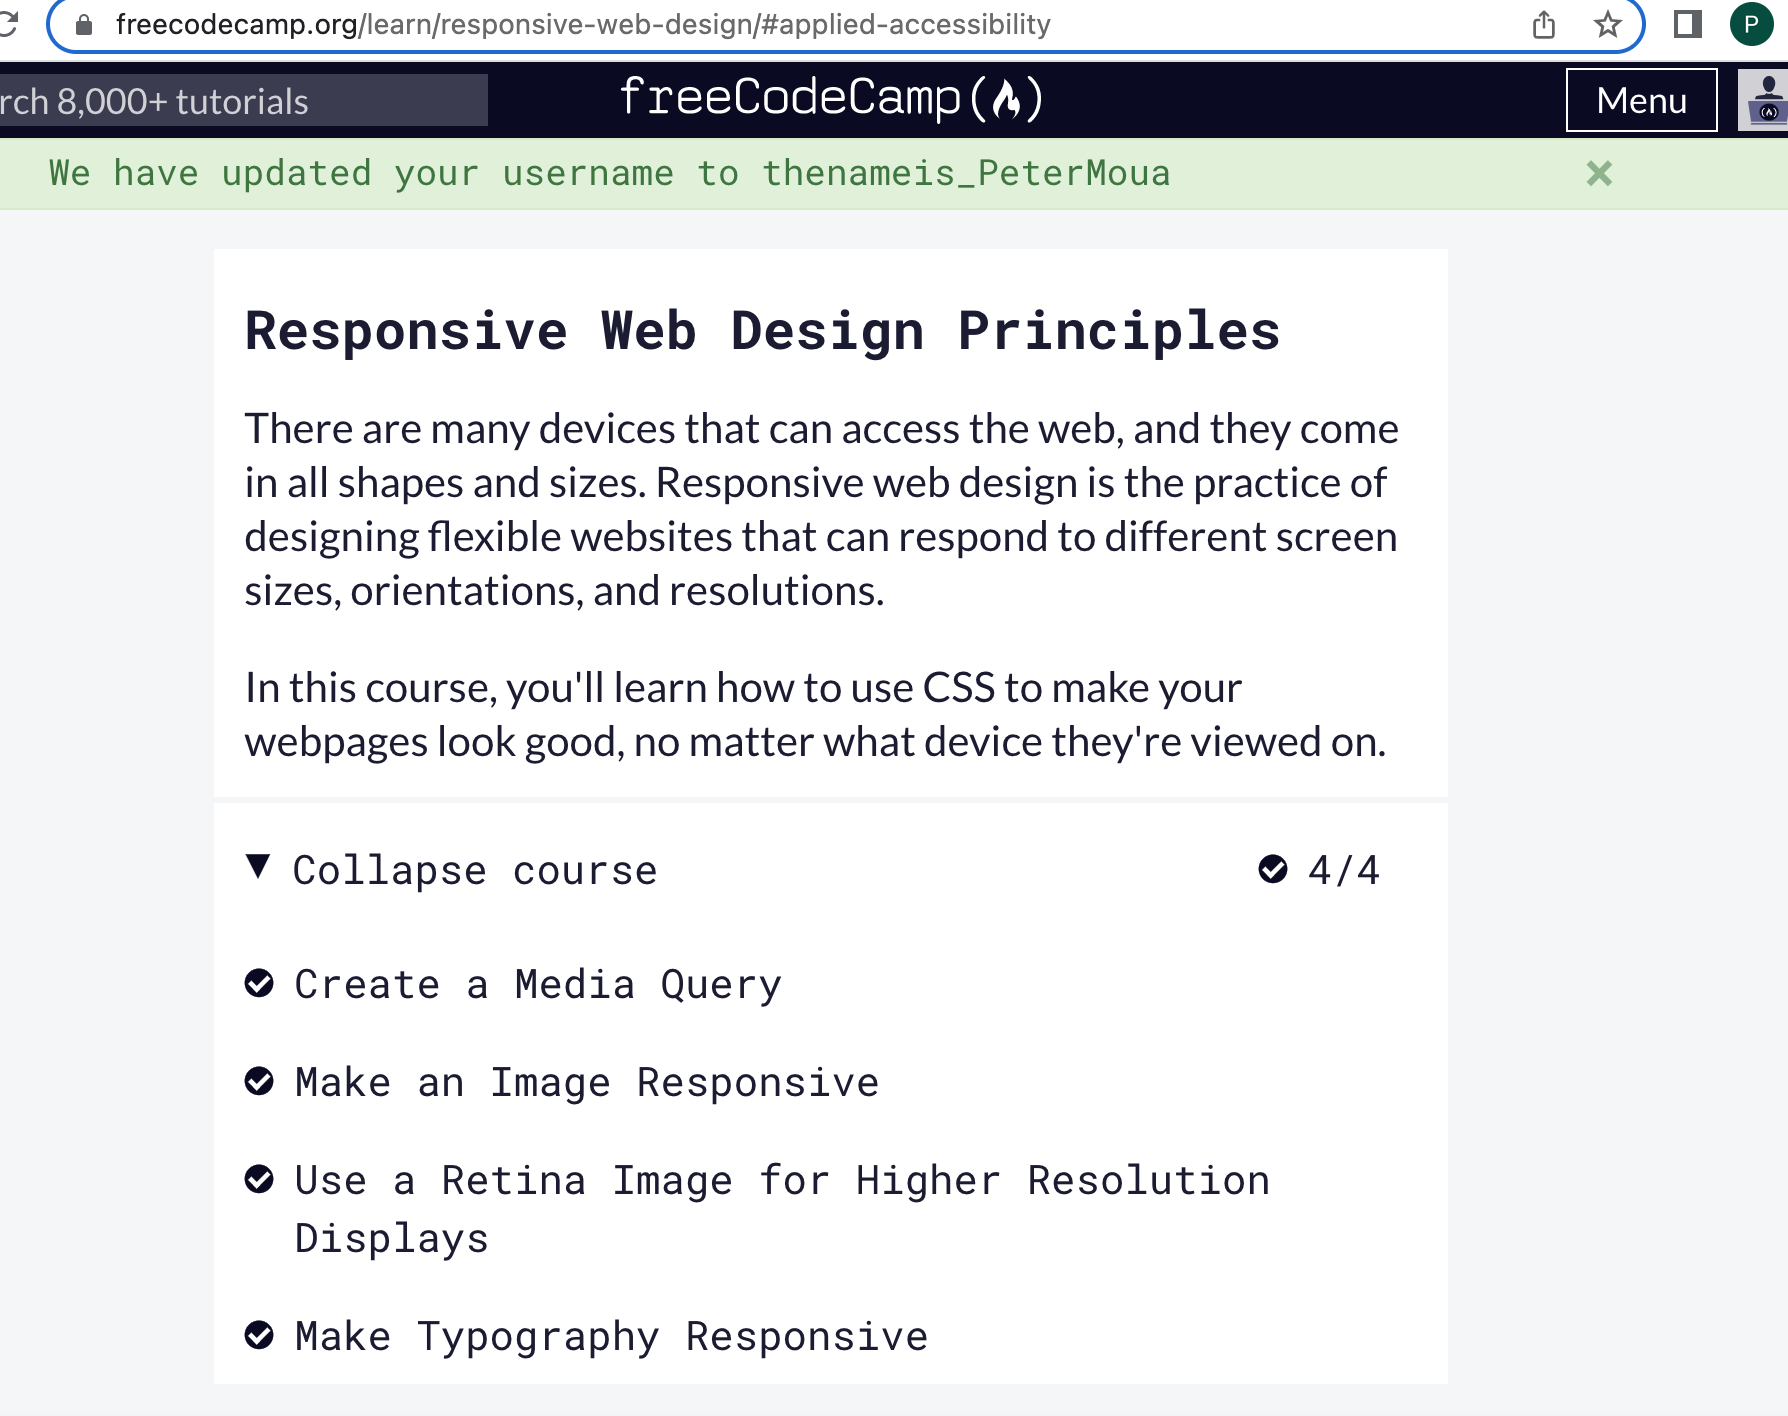 freecodecamp.org/learn/responsive-web-design/#applied-accessibility
P
rch 8,000+ tutorials
freeCodeCamp(
)
Menu
We have updated your username to thenameis_PeterMoua
Responsive Web Design Principles
There are many devices that can access the web, and they come
in all shapes and sizes. Responsive web design is the practice of
designing flexible websites that can respond to different screen
sizes, orientations, and resolutions.
In this course, you'll learn how to use CSS to make your
webpages look good, no matter what device they're viewed on.
Collapse course
4/4
Create a Media Query
Make an Image Responsive
Use a Retina Image for Higher Resolution
Displays
Make Typography Responsive